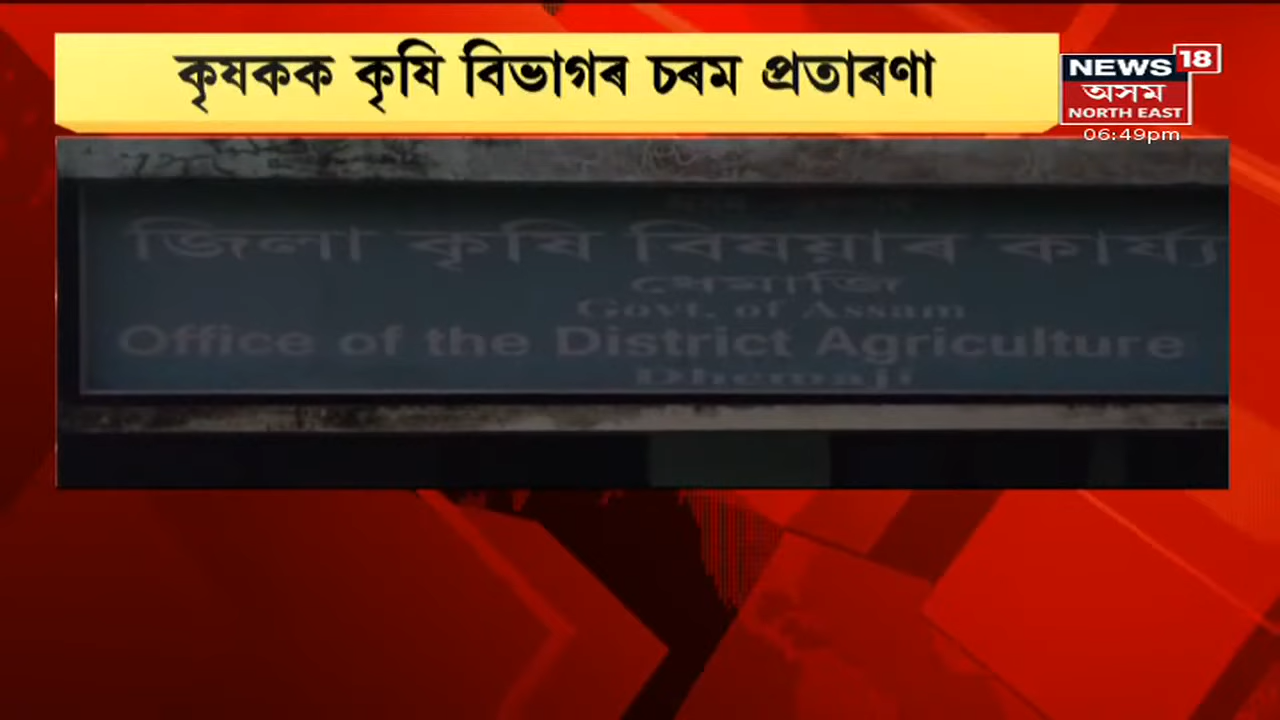 কৃষকক কৃষি বিভাগৰ চৰম প্ৰতাৰণা
NEWS 18
অসম
NORTH EAST
06:49pm
জিলা কৃষি বিষয়াৰ
ধেমাজি
Govt. of Assam
Office of the District Agriculture
Dhemaji